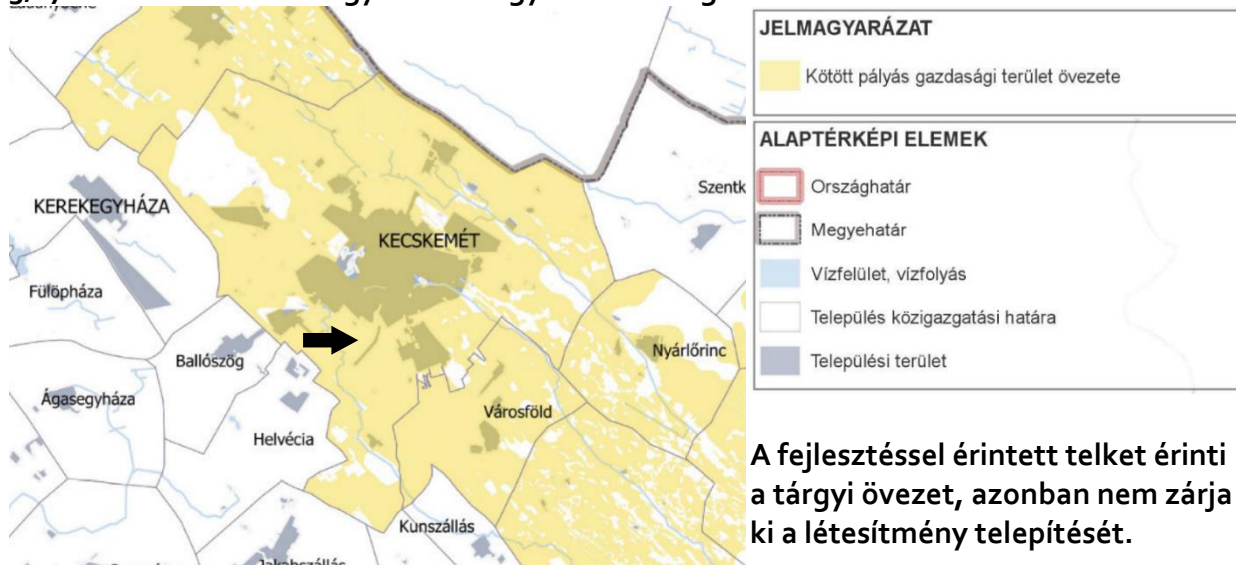 JELMAGYARÁZAT
Kötött pályás gazdasági terület övezete
ALAPTÉRKÉPI ELEMEK
Országhatár
Megyehatár
Vízfelület, vízfolyás
Település közigazgatási határa
Települési terület
KEREKEGYHÁZA
KECSKEMÉT
Szentk
Fülöpháza
Ballószög
Nyárlőrinc
Ágasegyháza
Városföld
Helvécia
Kunszállás
A fejlesztéssel érintett telket érinti
a tárgyi övezet, azonban nem zárja
ki a létesítmény telepítését.